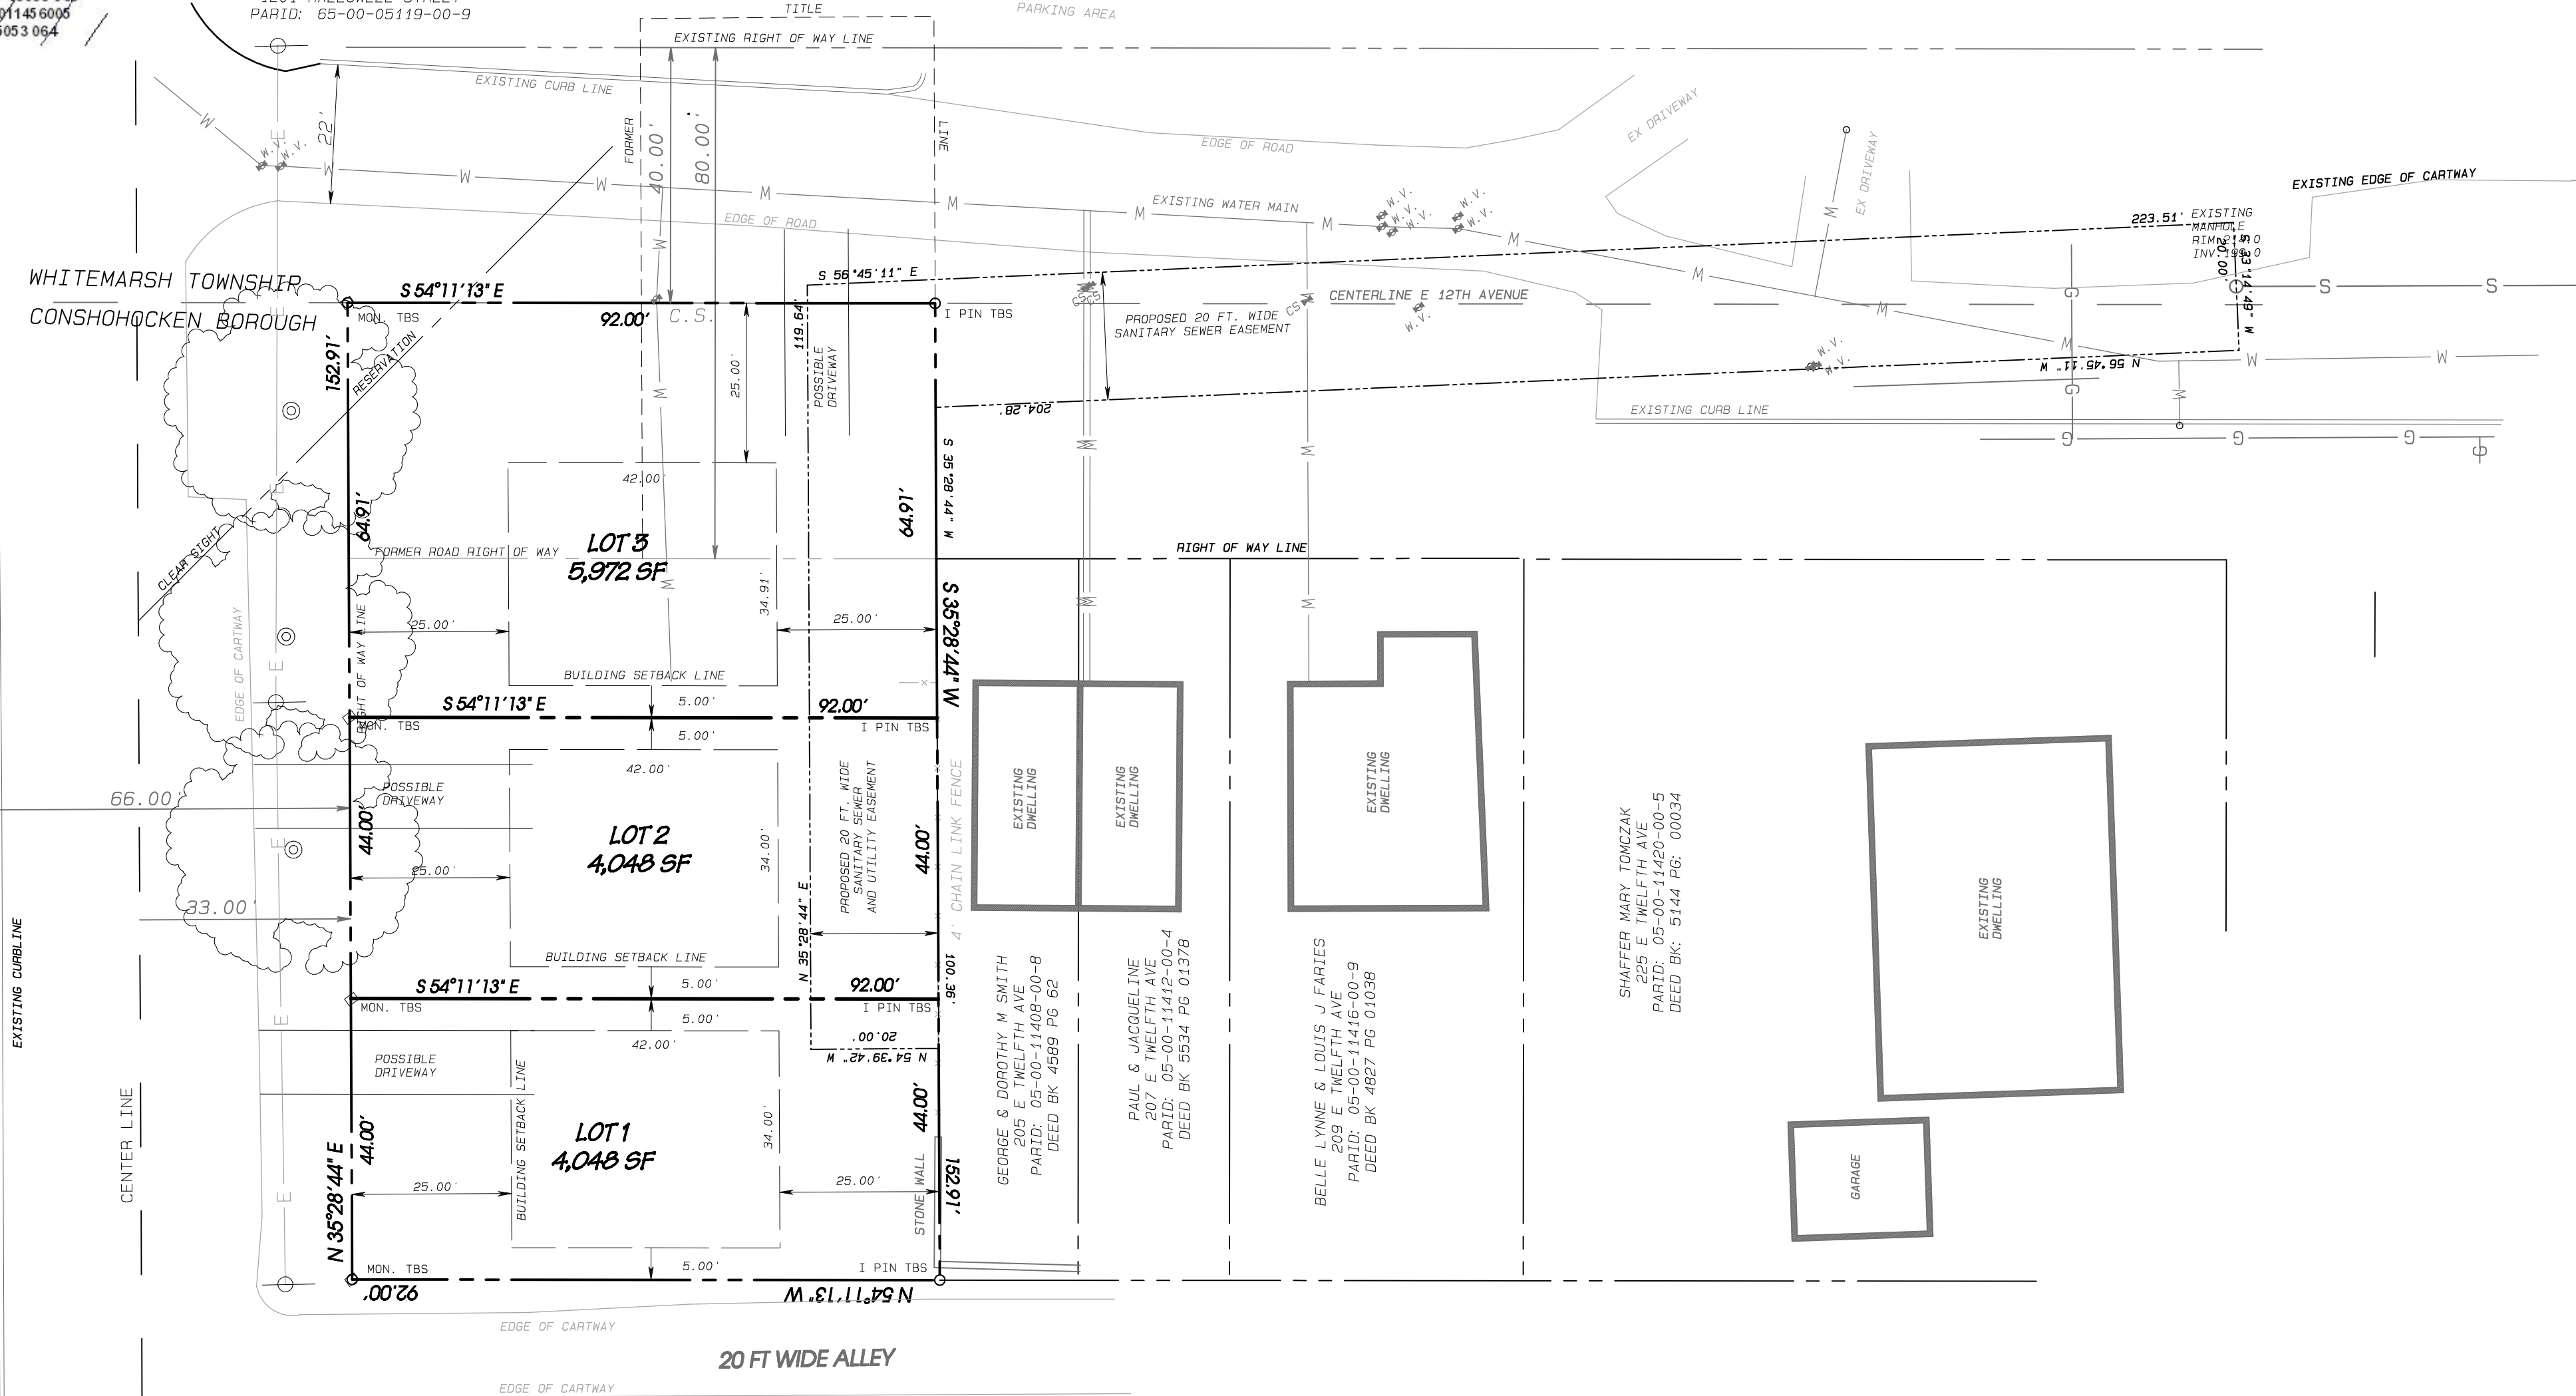 PARID: 65-00-05119-00-9
011456005
5053 064
TITLE
PARKING AREA
EXISTING RIGHT OF WAY LINE
EXISTING CURB LINE
22'
FORMER
40.00'
80.00'
LINE
EDGE OF ROAD
EX DRIVEWAY
EX DRIVEWAY
EXISTING EDGE OF CARTWAY
W.V.
W.V.
EDGE OF ROAD
EXISTING WATER MAIN
W.V.
W.V.
W.V.
W.V.
W.V.
223.51'
EXISTING
MANHOLE
20.00'
S 33°14'49" W
WHITEMARSH TOWNSHIP
CONSHOHOCKEN BOROUGH
S 54°11'13" E
MON. TBS
92.00'
C.S.
S 56°45'11" E
I PIN TBS
CS
CS
CS
PROPOSED 20 FT. WIDE
SANITARY SEWER EASEMENT
CENTERLINE E 12TH AVENUE
W.V.
W.V.
W.V.
N 56°45'11" W
152.91'
RESERVATION
25.00'
119.64'
POSSIBLE
DRIVEWAY
204.28'
EXISTING CURB LINE
S 35°28'44" W
42.00'
64.91'
64.91'
LOT 3
5,972 SF
FORMER ROAD RIGHT OF WAY
RIGHT OF WAY LINE
CLEAR SIGHT
34.91'
25.00'
25.00'
S 35°28'44" W
EDGE OF CARTWAY
RIGHT OF WAY LINE
BUILDING SETBACK LINE
5.00'
S 54°11'13" E
92.00'
MON. TBS
I PIN TBS
5.00'
42.00'
POSSIBLE
DRIVEWAY
66.00'
44.00'
LOT 2
4,048 SF
34.00'
25.00'
33.00'
PROPOSED 20 FT. WIDE
SANITARY SEWER
AND UTILITY EASEMENT
44.00'
4' CHAIN LINK FENCE
N 35°28'44" E
EXISTING
DWELLING
EXISTING
DWELLING
EXISTING
DWELLING
EXISTING
DWELLING
GARAGE
BUILDING SETBACK LINE
5.00'
S 54°11'13" E
92.00'
100.36'
MON. TBS
I PIN TBS
5.00'
42.00'
20.00'
N 54°39'42" W
POSSIBLE
DRIVEWAY
BUILDING SETBACK LINE
44.00'
LOT 1
4,048 SF
34.00'
25.00'
25.00'
44.00'
STONE WALL
152.91'
N 35°28'44" E
MON. TBS
5.00'
I PIN TBS
92.00'
N 54°11'13" W
EXISTING CURBLINE
CENTER LINE
GEORGE & DOROTHY M SMITH
205 E TWELFTH AVE
PARID: 05-00-11408-00-8
DEED BK 4589 PG 62
PAUL & JACQUELINE
207 E TWELFTH AVE
PARID: 05-00-11412-00-4
DEED BK 5534 PG 01378
BELLE LYNNE & LOUIS J FARIES
209 E TWELFTH AVE
PARID: 05-00-11416-00-9
DEED BK 4827 PG 01038
SHAFFER MARY TOMCZAK
225 E TWELFTH AVE
PARID: 05-00-11420-00-5
DEED BK: 5144 PG: 00034
EDGE OF CARTWAY
20 FT WIDE ALLEY
EDGE OF CARTWAY